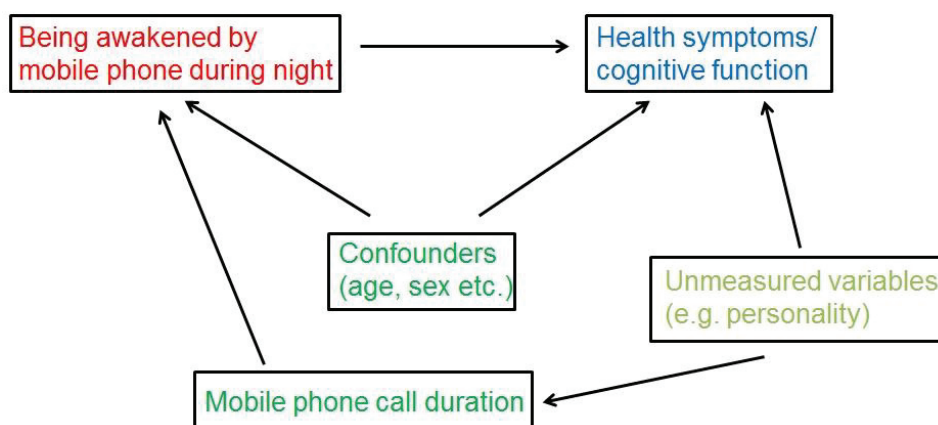 Being awakened by
mobile phone during night
Health symptoms/
cognitive function
Confounders
(age, sex etc.)
Unmeasured variables
(e.g. personality)
Mobile phone call duration